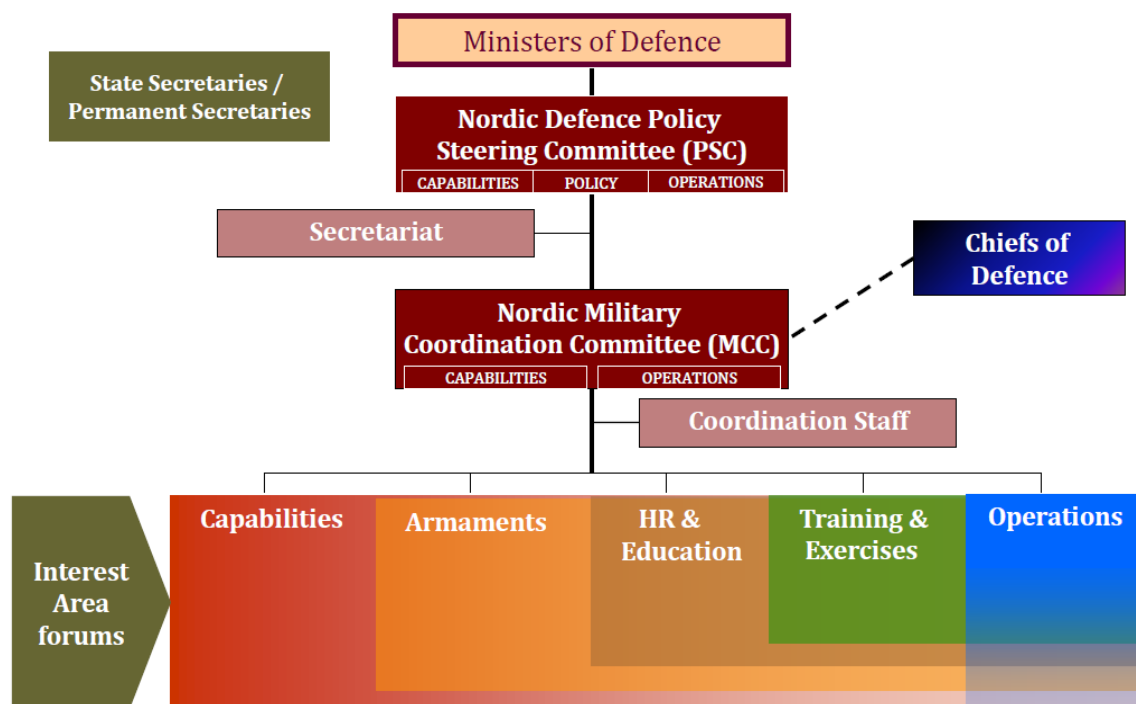 Ministers of Defence
State Secretaries /
Permanent Secretaries
Nordic Defence Policy
Steering Committee (PSC)
CAPABILITIES POLICY OPERATIONS
Secretariat
Chiefs of
Defence
Nordic Military
Coordination Committee (MCC)
CAPABILITIES OPERATIONS
Coordination Staff
Interest
Area
forums
Capabilities
Armaments
HR &
Education
Training &
Exercises
Operations